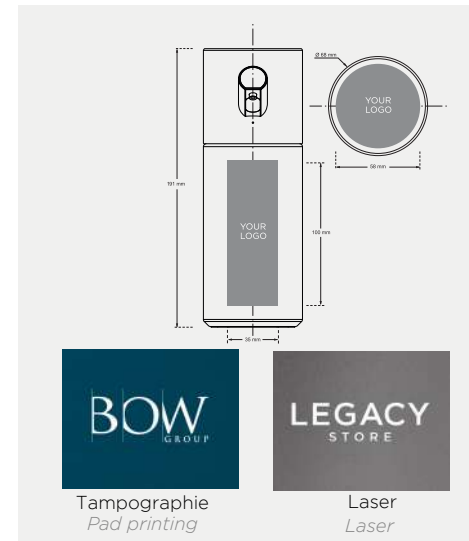 Ø 68 mm
YOUR
LOGO
58 mm
191 mm
YOUR
LOGO
100 mm
35 mm
BOW
GROUP
LEGACY
STORE
Tampographie
Pad printing
Laser
Laser